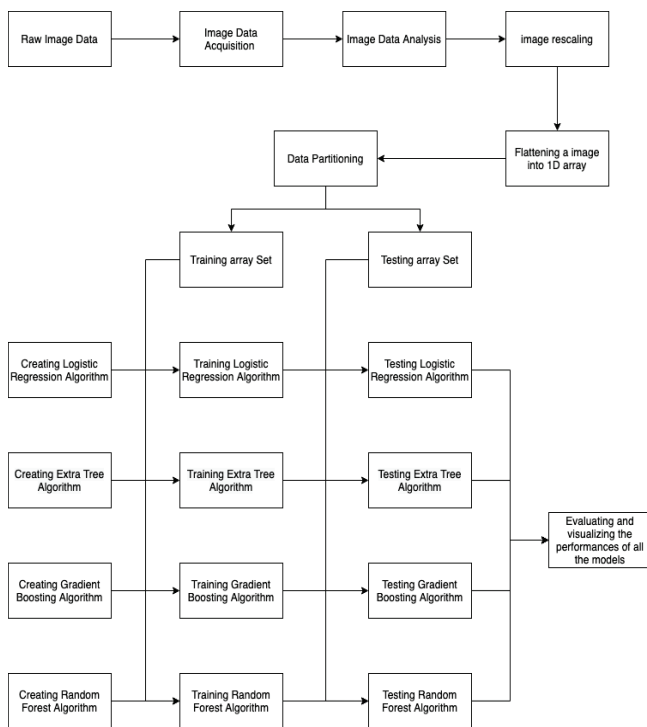 Raw Image Data
Image Data
Acquisition
Image Data Analysis
image rescaling
Flattening a image
into 1D array
Data Partitioning
Training array Set
Testing array Set
Creating Logistic
Regression Algorithm
Training Logistic
Regression Algorithm
Testing Logistic
Regression Algorithm
Creating Extra Tree
Algorithm
Training Extra Tree
Algorithm
Testing Extra Tree
Algorithm
Evaluating and
visualizing the
performances of all
the models
Creating Gradient
Boosting Algorithm
Training Gradient
Boosting Algorithm
Testing Gradient
Boosting Algorithm
Creating Random
Forest Algorithm
Training Random
Forest Algorithm
Testing Random
Forest Algorithm